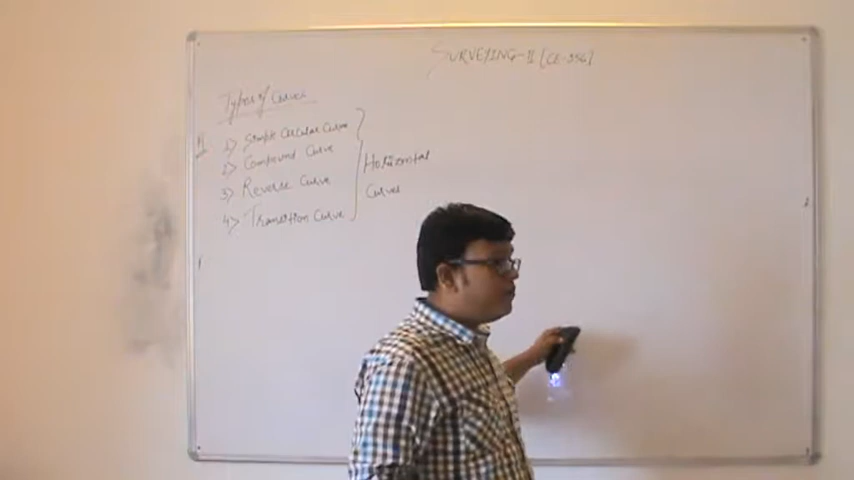 SURVEYING-II (CE-356)
Types of Curves
A 1) Simple Circular Curve
2) Compound Curve
3) Reverse Curve
4) Transition Curve
Horizontal
Curves